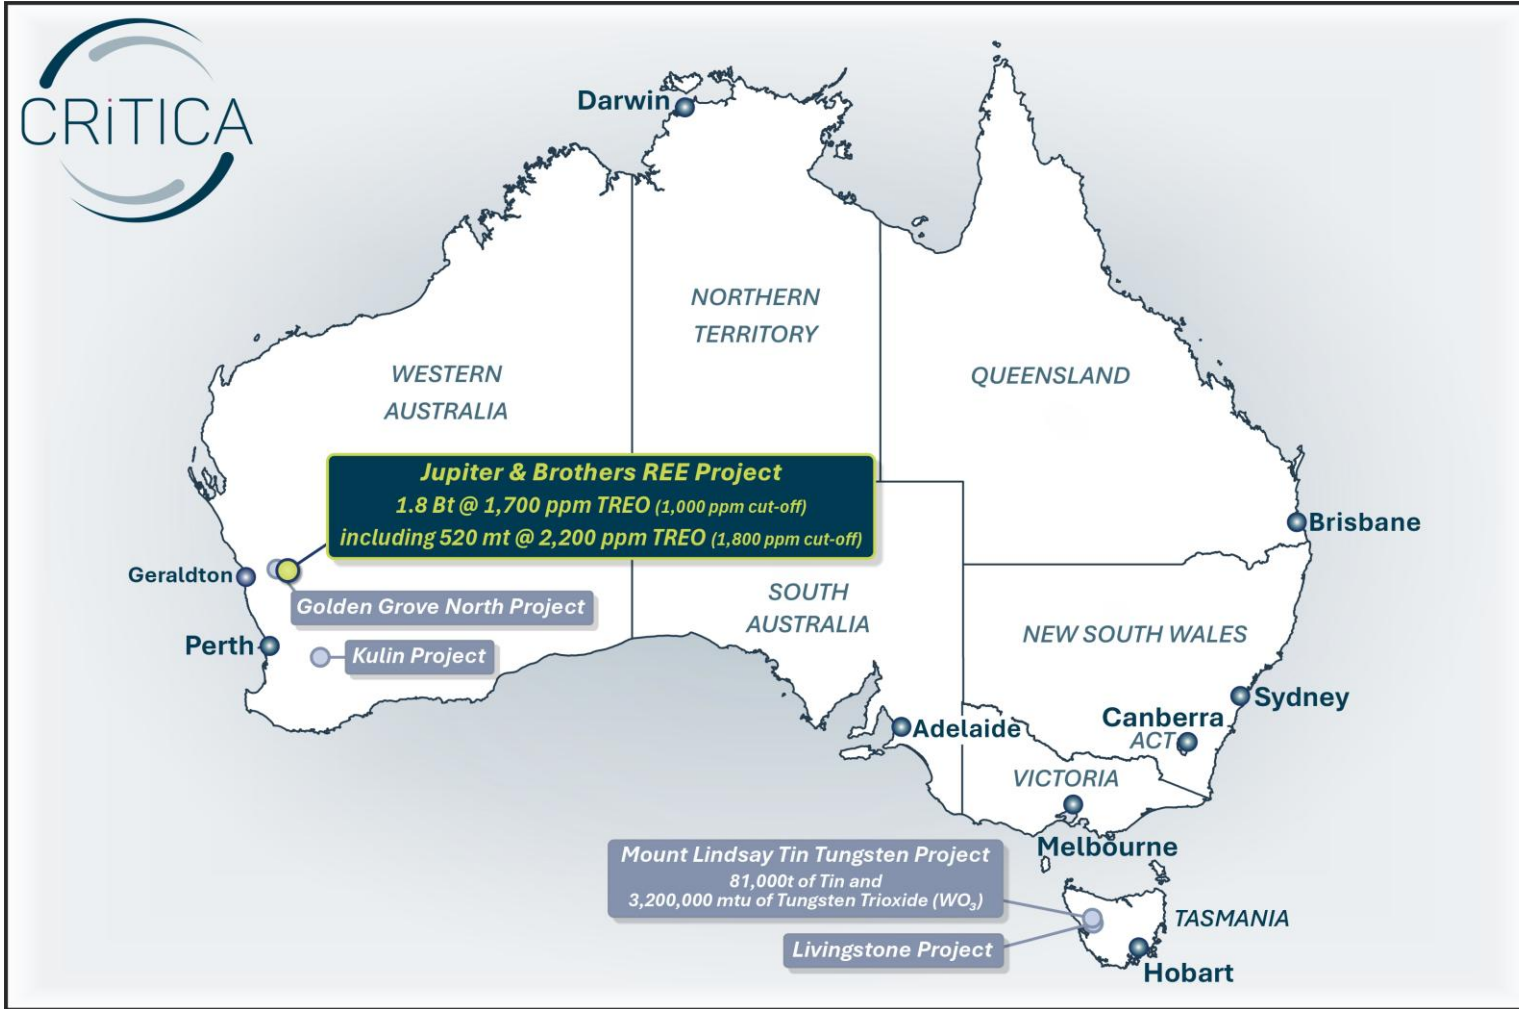 CRiTICA
Darwin
NORTHERN
TERRITORY
WESTERN
AUSTRALIA
QUEENSLAND
Jupiter & Brothers REE Project
1.8 Bt @ 1,700 ppm TREO (1,000 ppm cut-off)
including 520 mt @ 2,200 ppm TREO (1,800 ppm cut-off)
Brisbane
Geraldton
Golden Grove North Project
SOUTH
AUSTRALIA
NEW SOUTH WALES
Perth
Kulin Project
Sydney
Canberra
ACT
Adelaide
VICTORIA
Melbourne
Mount Lindsay Tin Tungsten Project
81,000t of Tin and
3,200,000 mtu of Tungsten Trioxide (WO₃)
TASMANIA
Livingstone Project
Hobart